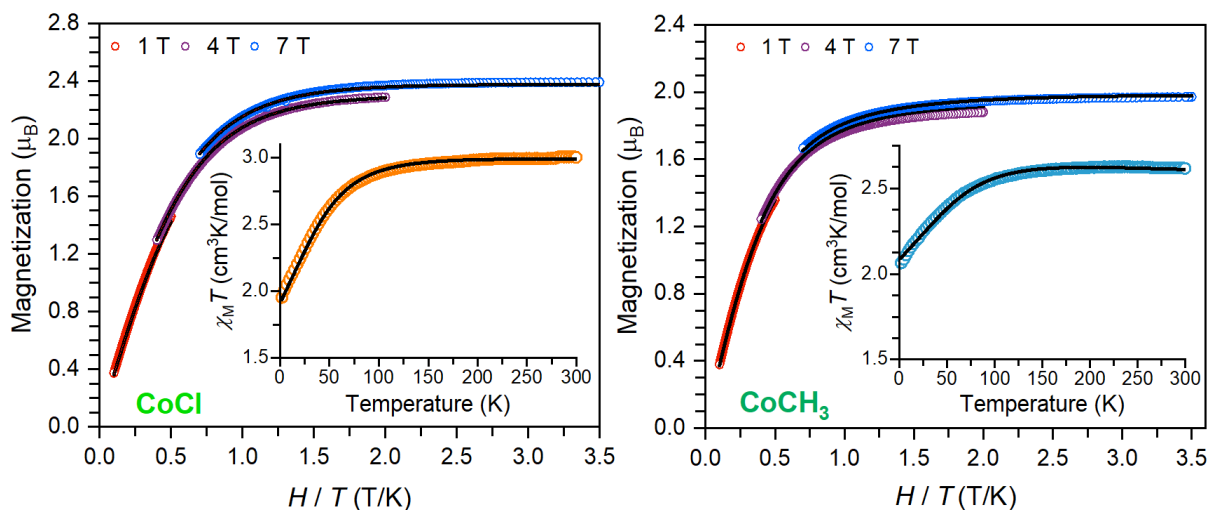 2.8
2.4
2.0
1.6
1.2
0.8
0.4
0.0
Magnetization (μB)
1 T 4 T 7 T
3.0
2.5
2.0
1.5
χMT (cm³K/mol)
0 50 100 150 200 250 300
Temperature (K)
CoCl
0.0 0.5 1.0 1.5 2.0 2.5 3.0 3.5
H / T (T/K)
2.4
2.0
1.6
1.2
0.8
0.4
0.0
Magnetization (μB)
1 T 4 T 7 T
2.5
2.0
1.5
χMT (cm³K/mol)
0 50 100 150 200 250 300
Temperature (K)
CoCH₃
0.0 0.5 1.0 1.5 2.0 2.5 3.0 3.5
H / T (T/K)